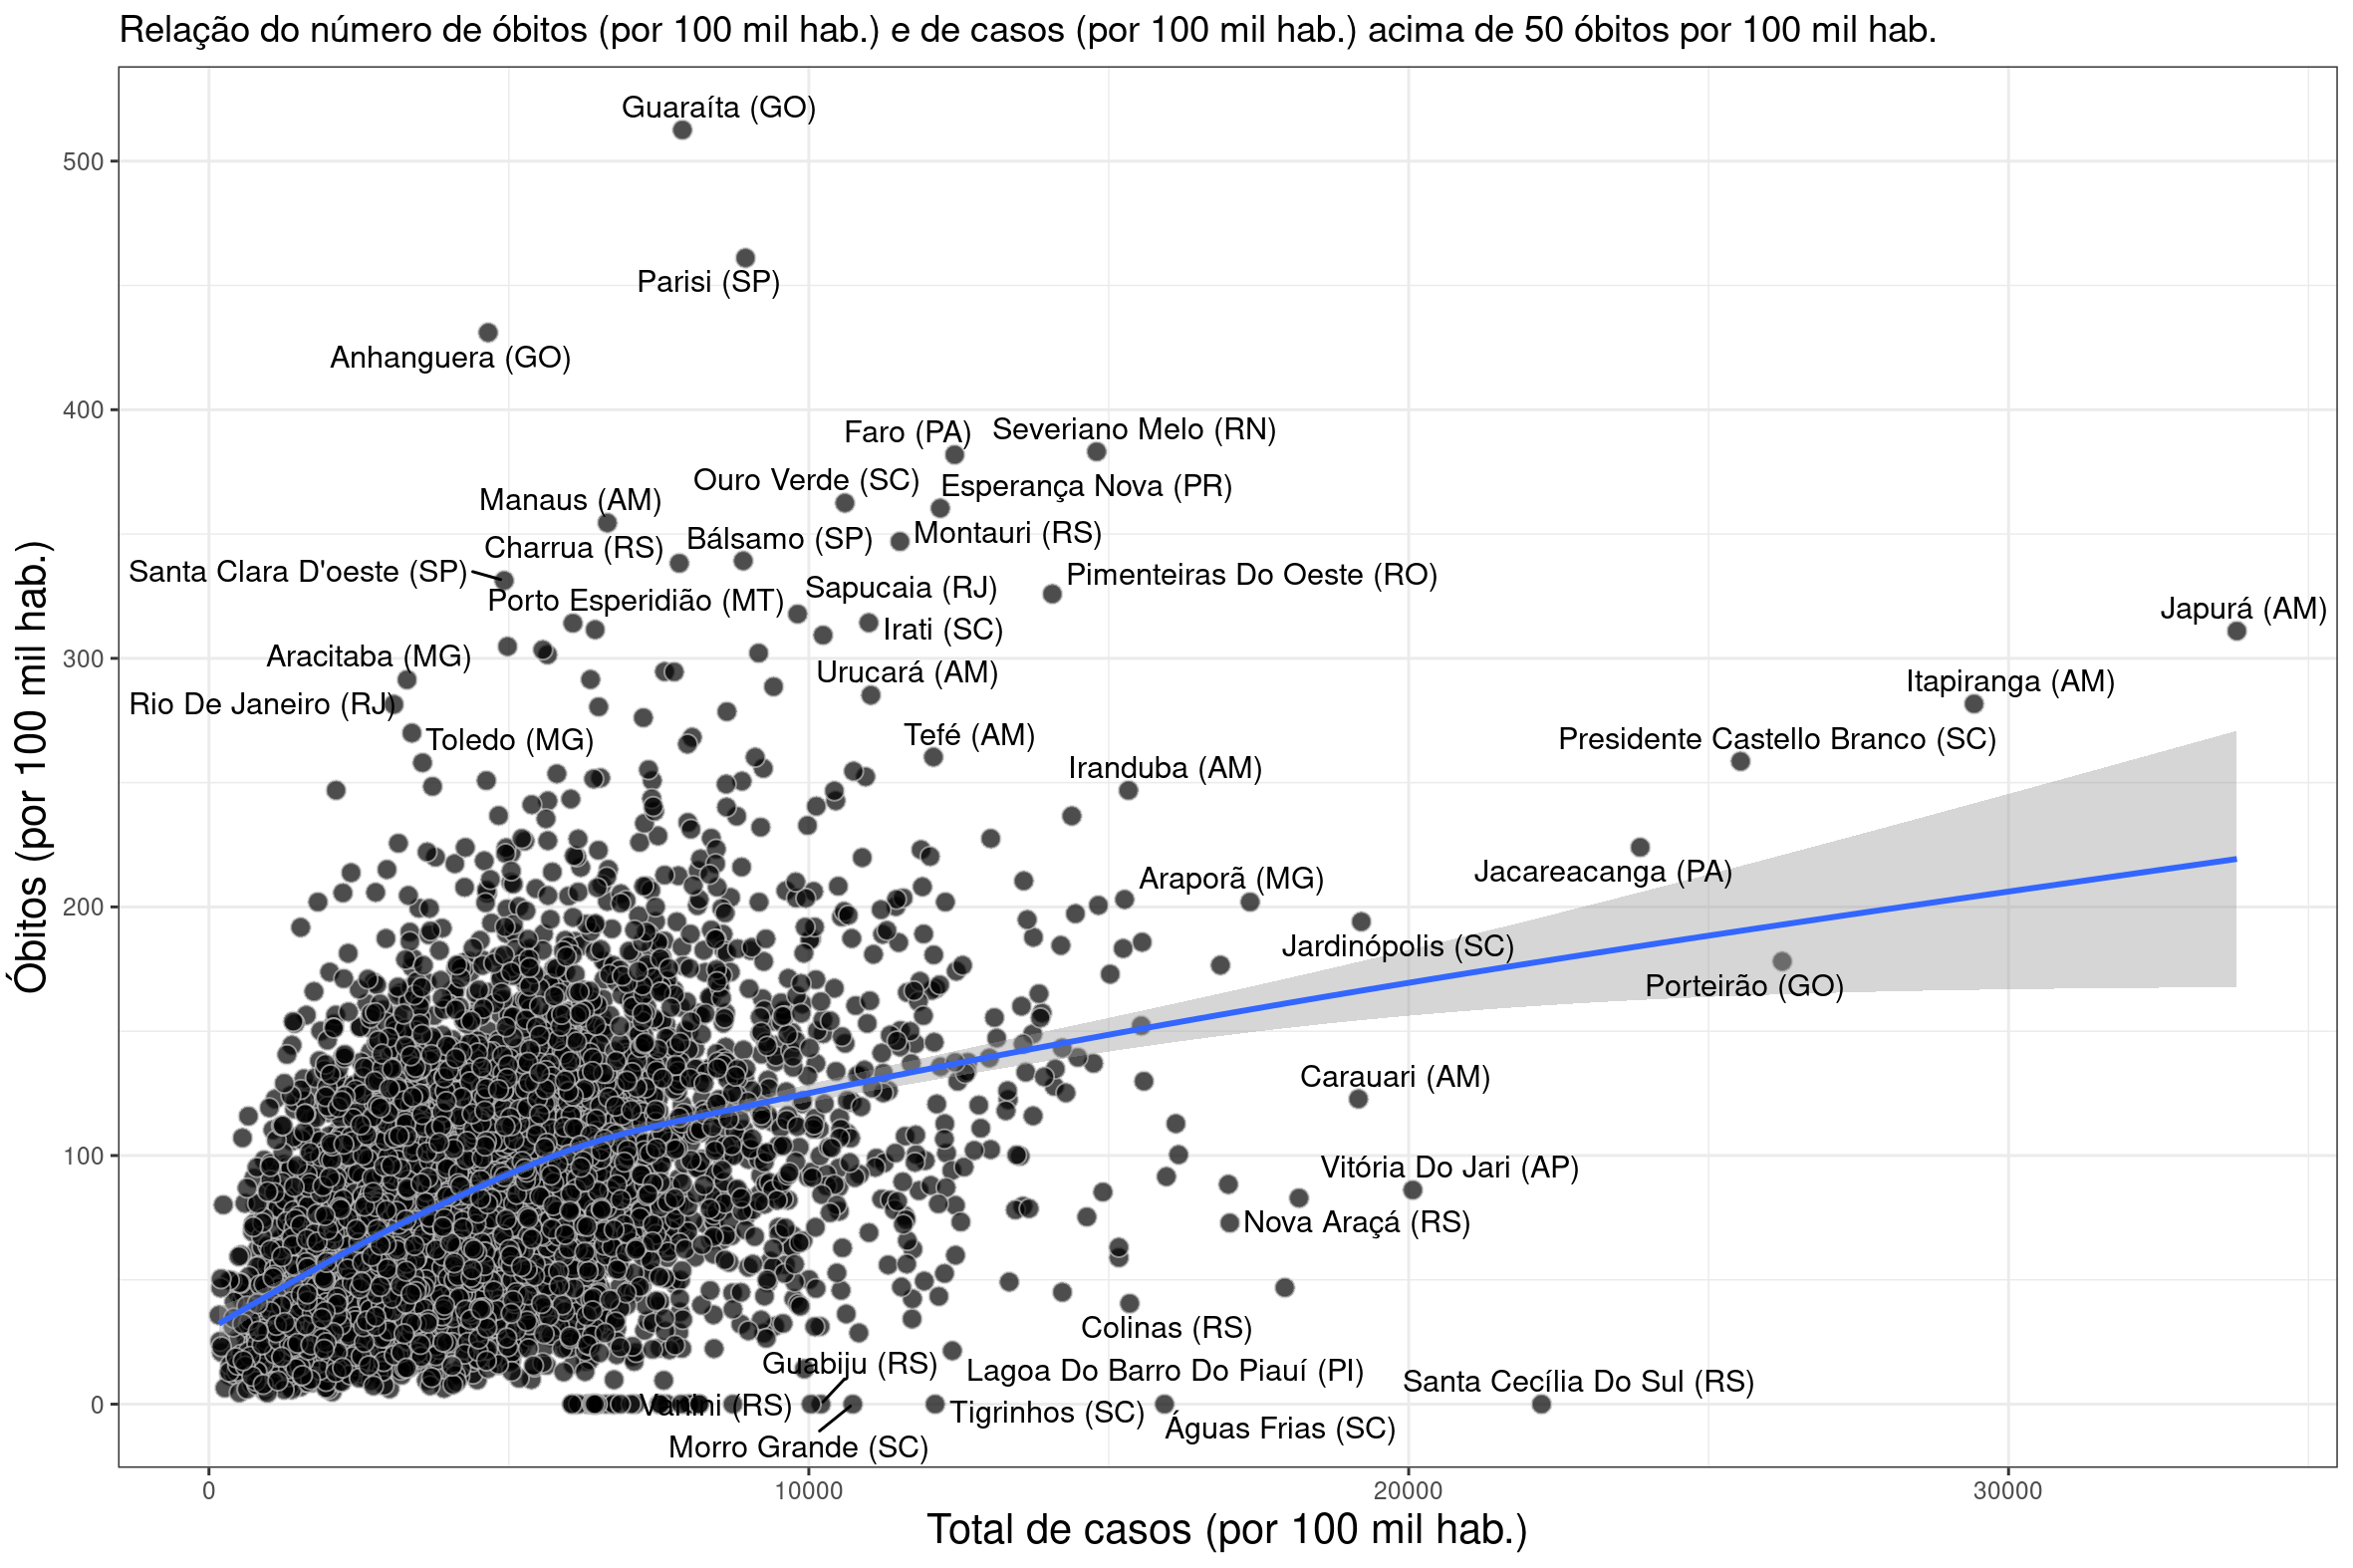 Relação do número de óbitos (por 100 mil hab.) e de casos (por 100 mil hab.) acima de 50 óbitos por 100 mil hab.
Óbitos (por 100 mil hab.)
500
400
300
200
100
0
Guaraíta (GO)
Parisi (SP)
Anhanguera (GO)
Faro (PA)
Severiano Melo (RN)
Ouro Verde (SC)
Esperança Nova (PR)
Manaus (AM)
Montauri (RS)
Charrua (RS)
Bálsamo (SP)
Santa Clara D'oeste (SP)
Pimenteiras Do Oeste (RO)
Porto Esperidião (MT)
Sapucaia (RJ)
Japurá (AM)
Irati (SC)
Aracitaba (MG)
Urucará (AM)
Itapiranga (AM)
Rio De Janeiro (RJ)
Toledo (MG)
Tefé (AM)
Presidente Castello Branco (SC)
Iranduba (AM)
Araporã (MG)
Jacareacanga (PA)
Jardinópolis (SC)
Porteirão (GO)
Carauari (AM)
Vitória Do Jari (AP)
Nova Araçá (RS)
Colinas (RS)
Guabiju (RS)
Lagoa Do Barro Do Piauí (PI)
Santa Cecília Do Sul (RS)
Vanini (RS)
Tigrinhos (SC)
Águas Frias (SC)
Morro Grande (SC)
0
10000
20000
30000
Total de casos (por 100 mil hab.)